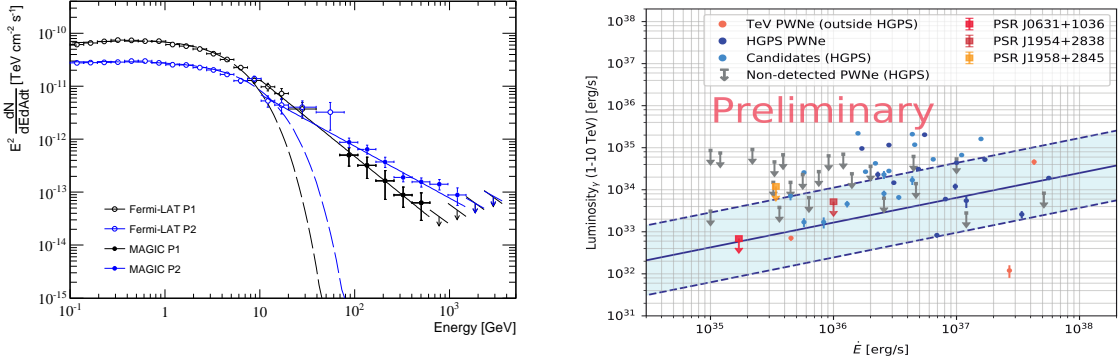 E² dN/dEdAdt [TeV cm⁻² s⁻¹]
10⁻¹⁰
10⁻¹¹
10⁻¹²
10⁻¹³
10⁻¹⁴
10⁻¹⁵
Fermi-LAT P1
Fermi-LAT P2
MAGIC P1
MAGIC P2
10⁻¹ 1 10 10² 10³
Energy [GeV]
Luminosityγ (1-10 TeV) [erg/s]
10³⁸
10³⁷
10³⁶
10³⁵
10³⁴
10³³
10³²
10³¹
TeV PWNe (outside HGPS)
HGPS PWNe
Candidates (HGPS)
Non-detected PWNe (HGPS)
PSR J0631+1036
PSR J1954+2838
PSR J1958+2845
Preliminary
10³⁵ 10³⁶ 10³⁷ 10³⁸
Ė [erg/s]